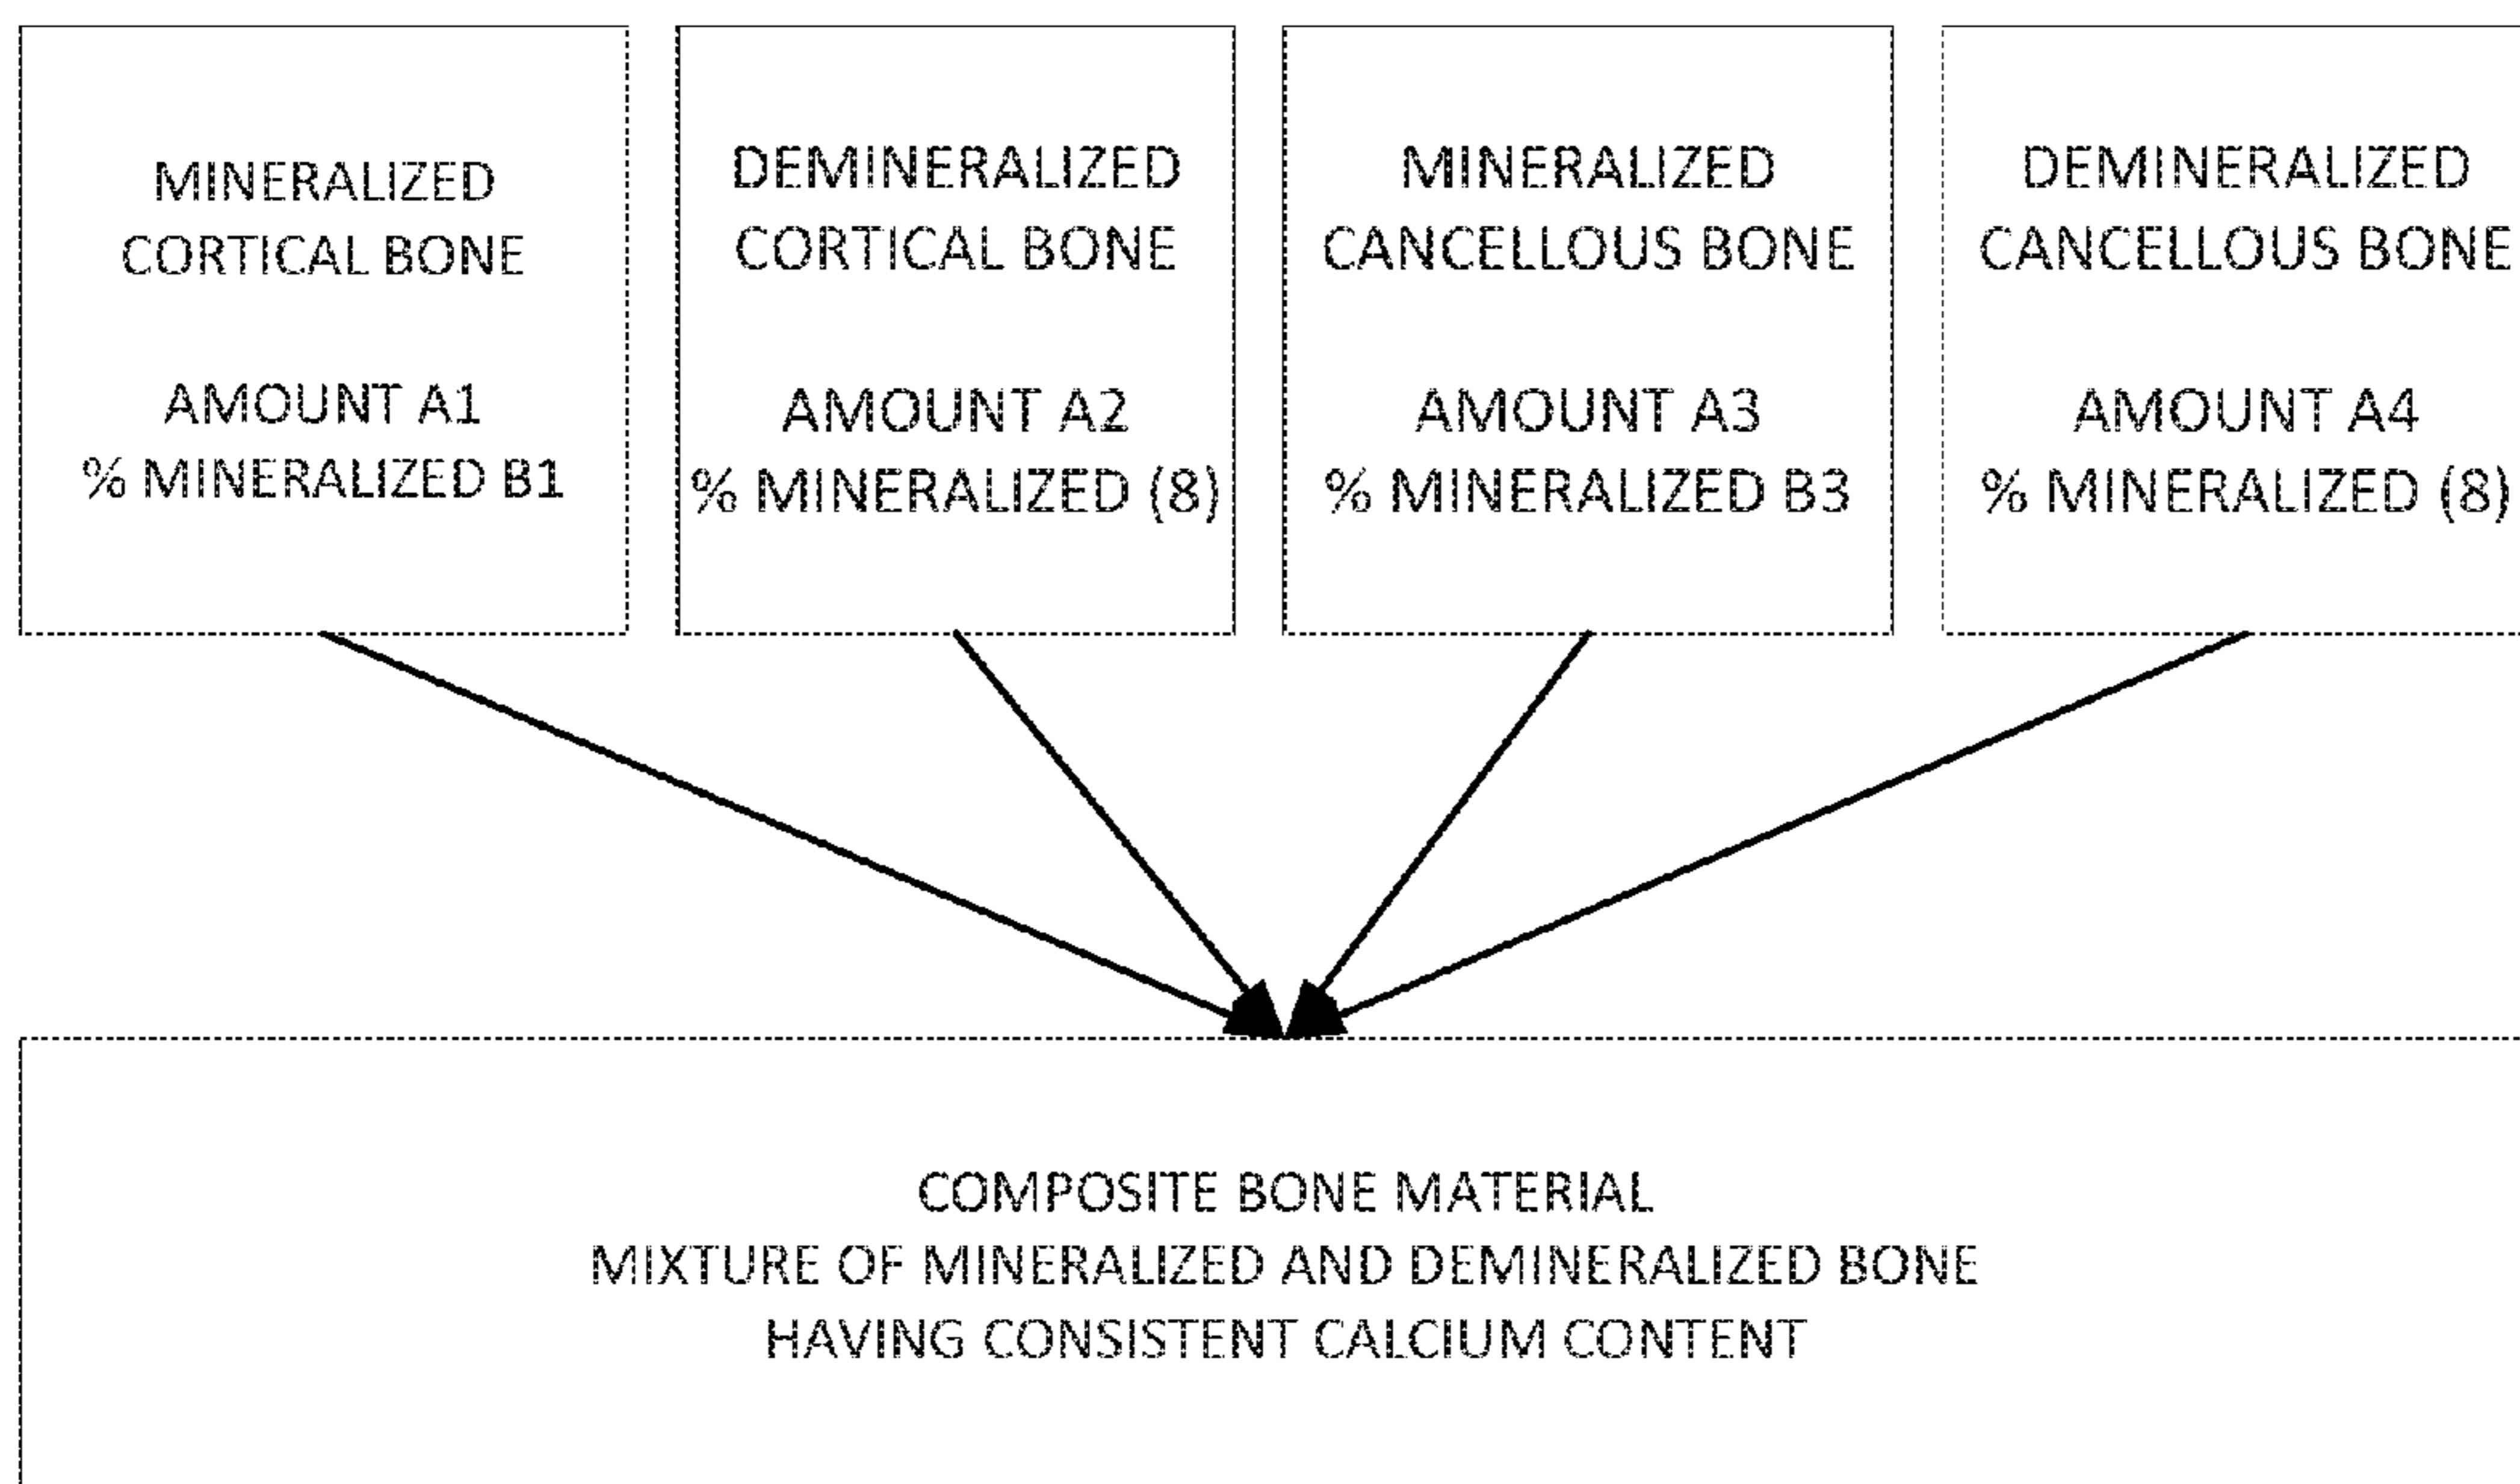 MINERALIZED
CORTICAL BONE
AMOUNT A1
% MINERALIZED B1
DEMINERALIZED
CORTICAL BONE
AMOUNT A2
% MINERALIZED (8)
MINERALIZED
CANCELLOUS BONE
AMOUNT A3
% MINERALIZED B3
DEMINERALIZED
CANCELLOUS BONE
AMOUNT A4
% MINERALIZED (8)
COMPOSITE BONE MATERIAL
MIXTURE OF MINERALIZED AND DEMINERALIZED BONE
HAVING CONSISTENT CALCIUM CONTENT